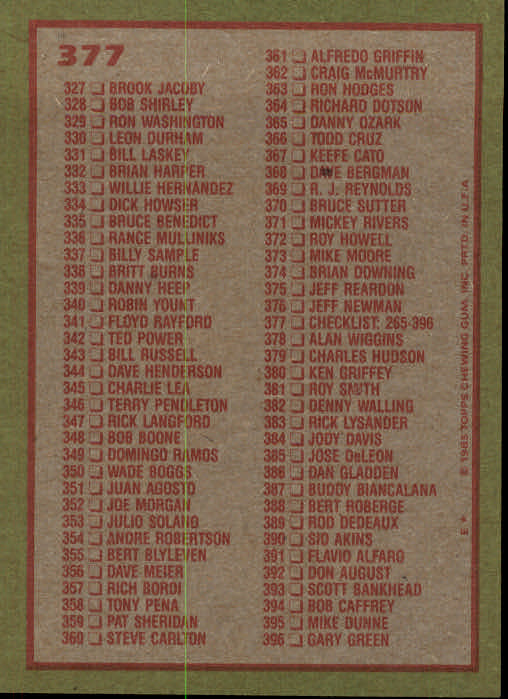 377
327 BROOK JACOBY
328 BOB SHIRLEY
329 RON WASHINGTON
330 LEON DURHAM
331 BILL LASKEY
332 BRIAN HARPER
333 WILLIE HERNANDEZ
334 DICK HOWSER
335 BRUCE BENEDICT
336 RANCE MULLINIKS
337 BILLY SAMPLE
338 BRITT BURNS
339 DANNY HEEP
340 ROBIN YOUNT
341 FLOYD RAYFORD
342 TED POWER
343 BILL RUSSELL
344 DAVE HENDERSON
345 CHARLIE LEA
346 TERRY PENDLETON
347 RICK LANGFORD
348 BOB BOONE
349 DOMINGO RAMOS
350 WADE BOGGS
351 JUAN AGOSTO
352 JOE MORGAN
353 JULIO SOLANO
354 ANDRE ROBERTSON
355 BERT BLYLEVEN
356 DAVE MEIER
357 RICH BORDI
358 TONY PENA
359 PAT SHERIDAN
360 STEVE CARLTON
361 ALFREDO GRIFFIN
362 CRAIG McMURTRY
363 RON HODGES
364 RICHARD DOTSON
365 DANNY OZARK
366 TODD CRUZ
367 KEEFE CATO
368 DAVE BERGMAN
369 R. J. REYNOLDS
370 BRUCE SUTTER
371 MICKEY RIVERS
372 ROY HOWELL
373 MIKE MOORE
374 BRIAN DOWNING
375 JEFF REARDON
376 JEFF NEWMAN
377 CHECKLIST: 265-396
378 ALAN WIGGINS
379 CHARLES HUDSON
380 KEN GRIFFEY
381 ROY SMITH
382 DENNY WALLING
383 RICK LYSANDER
384 JODY DAVIS
385 JOSE DeLEON
386 DAN GLADDEN
387 BUDDY BIANCALANA
388 BERT ROBERGE
389 ROD DEDEAUX
390 SID AKINS
391 FLAVIO ALFARO
392 DON AUGUST
393 SCOTT BANKHEAD
394 BOB CAFFREY
395 MIKE DUNNE
396 GARY GREEN
E * © 1985 TOPPS CHEWING GUM, INC. PRTD. IN U.S.A.